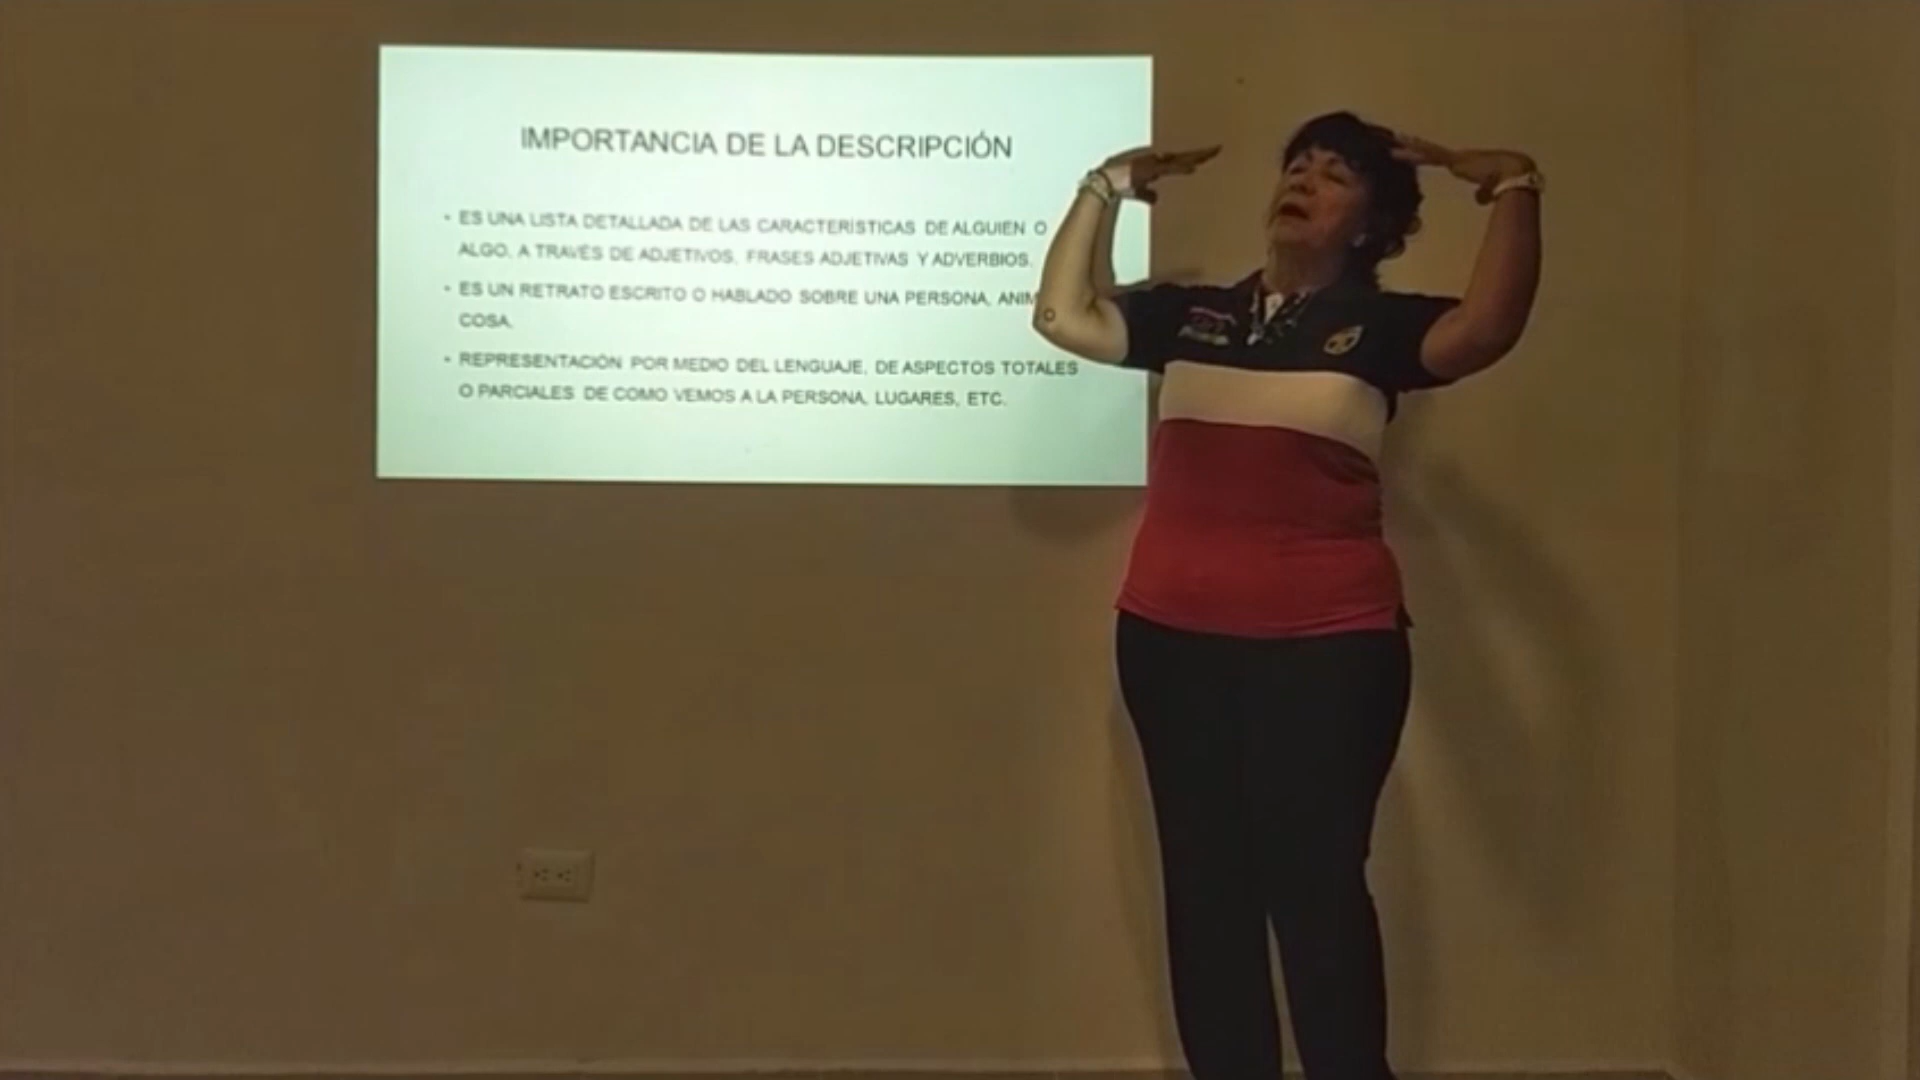 IMPORTANCIA DE LA DESCRIPCIÓN
• ES UNA LISTA DETALLADA DE LAS CARACTERÍSTICAS DE ALGUIEN O
ALGO, A TRAVÉS DE ADJETIVOS, FRASES ADJETIVAS Y ADVERBIOS.
• ES UN RETRATO ESCRITO O HABLADO SOBRE UNA PERSONA,
COSA.
• REPRESENTACIÓN POR MEDIO DEL LENGUAJE, DE ASPECTOS TOTALES
O PARCIALES DE COMO VEMOS A LA PERSONA, LUGARES, ETC.